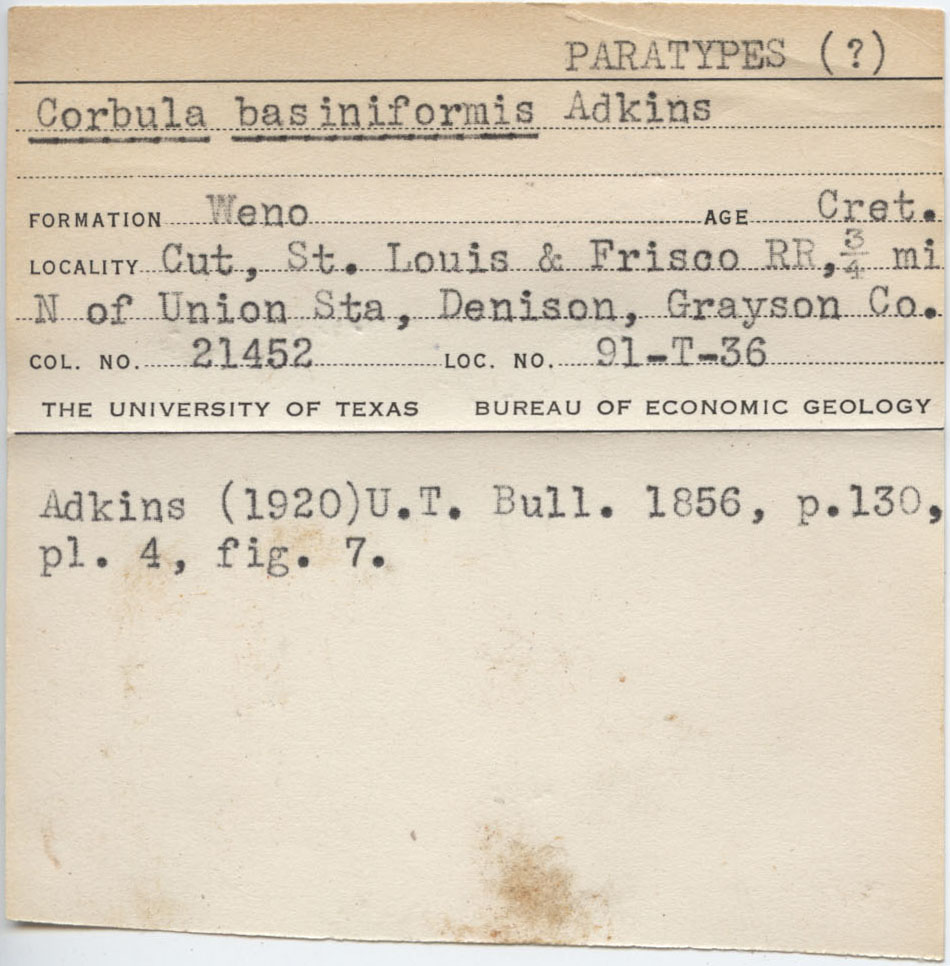 PARATYPES (?)
Corbula basiniformis Adkins
FORMATION Weno AGE Cret.
LOCALITY Cut, St. Louis & Frisco RR, 3/4 mi
N of Union Sta, Denison, Grayson Co.
COL. NO. 21452 LOC. NO. 91-T-36
THE UNIVERSITY OF TEXAS BUREAU OF ECONOMIC GEOLOGY
Adkins (1920)U.T. Bull. 1856, p.130,
pl. 4, fig. 7.